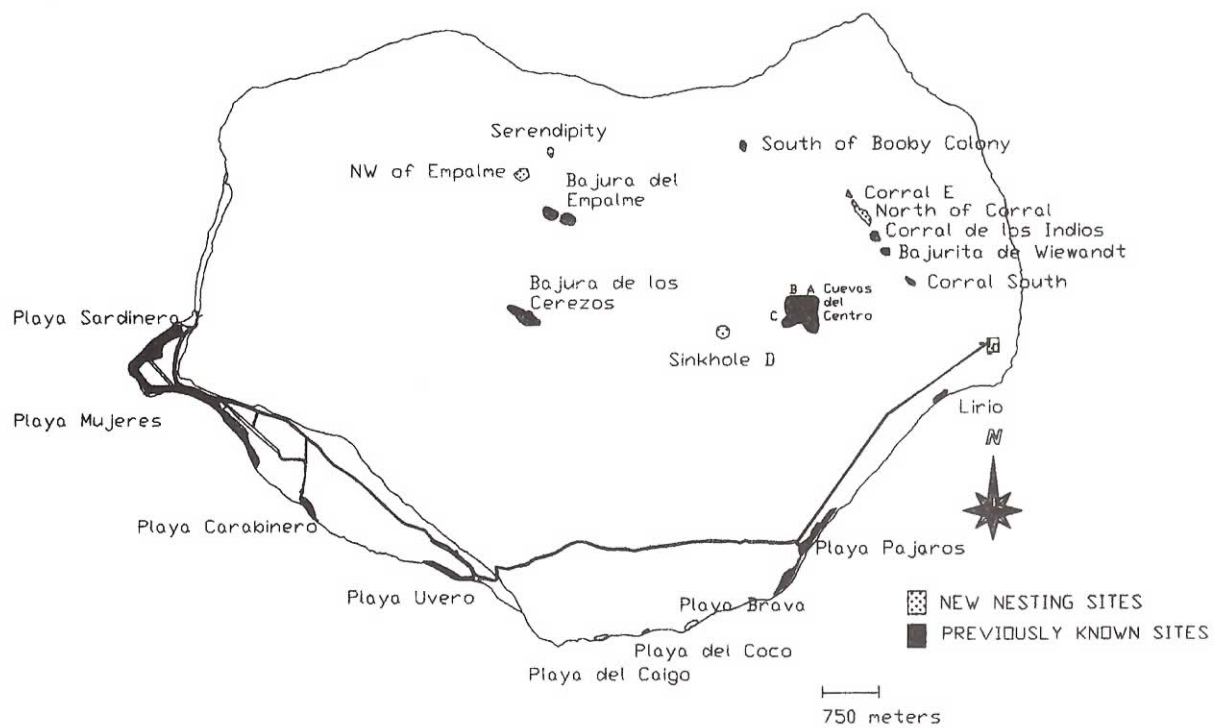 Serendipity
South of Booby Colony
NW of Empalme
Bajura del
Empalme
Corral E
North of Corral
Corral de los Indios
Bajurita de Wiewandt
Corral South
Bajura de los
Cerezos
B A Cuevas
del
C Centro
Playa Sardinero
Sinkhole D
Lirio
Playa Mujeres
N
Playa Carabinero
Playa Pajaros
Playa Uvero
Playa Brava
NEW NESTING SITES
PREVIOUSLY KNOWN SITES
Playa del Coco
Playa del Caigo
750 meters